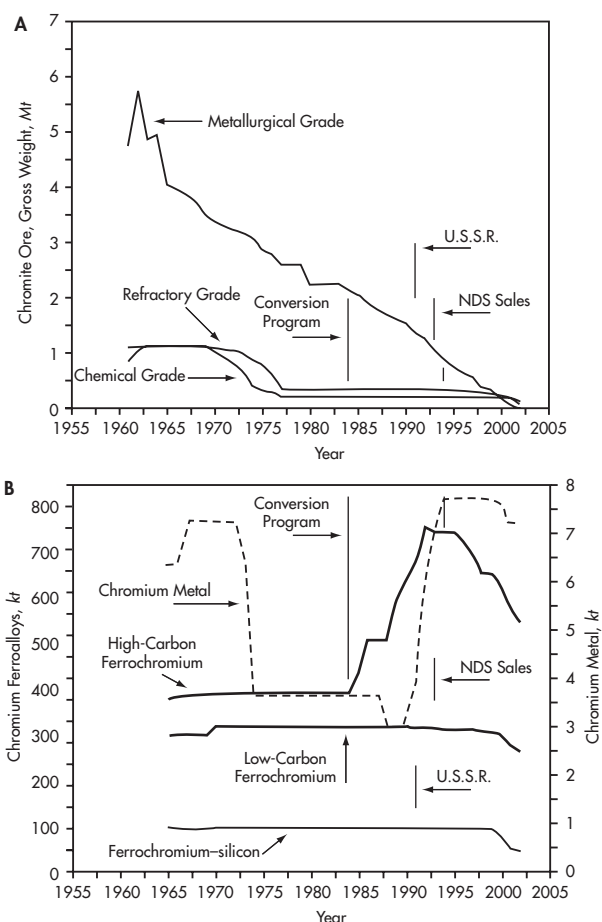 A
7
6
5
4
3
2
1
0
Chromite Ore, Gross Weight, Mt
Metallurgical Grade
U.S.S.R.
Refractory Grade
Conversion
Program
NDS Sales
Chemical Grade
1955 1960 1965 1970 1975 1980 1985 1990 1995 2000 2005
Year
B
800
700
600
500
400
300
200
100
0
Chromium Ferroalloys, kt
8
7
6
5
4
3
2
1
0
Chromium Metal, kt
Conversion
Program
Chromium Metal
High-Carbon
Ferrochromium
NDS Sales
Low-Carbon
Ferrochromium
U.S.S.R.
Ferrochromium–silicon
1955 1960 1965 1970 1975 1980 1985 1990 1995 2000 2005
Year